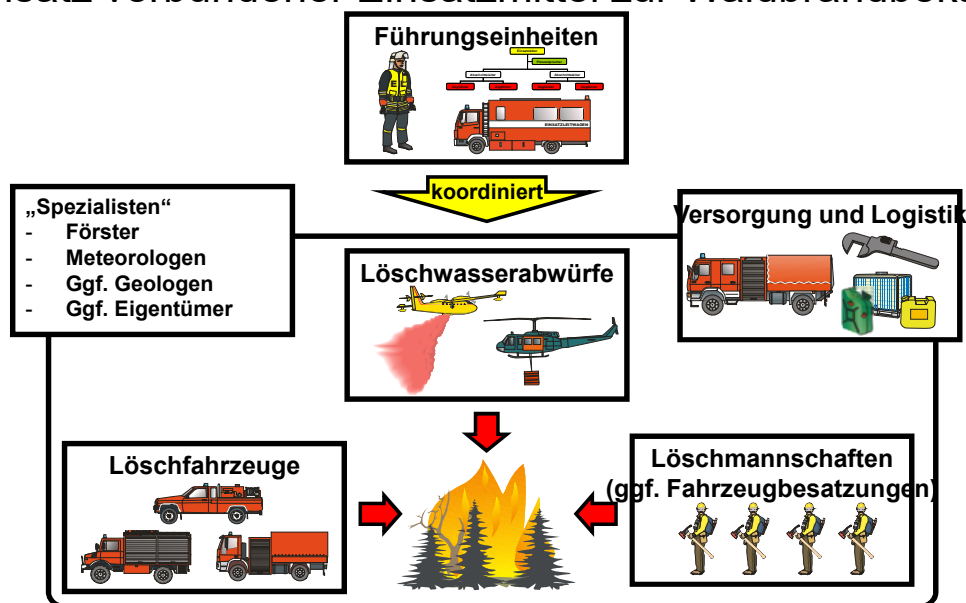 Führungseinheiten
EINSATZLEITWAGEN
koordiniert
„Spezialisten“
- Förster
- Meteorologen
- Ggf. Geologen
- Ggf. Eigentümer
Versorgung und Logistik
Löschwasserabwürfe
Löschfahrzeuge
Löschmannschaften
(ggf. Fahrzeugbesatzungen)